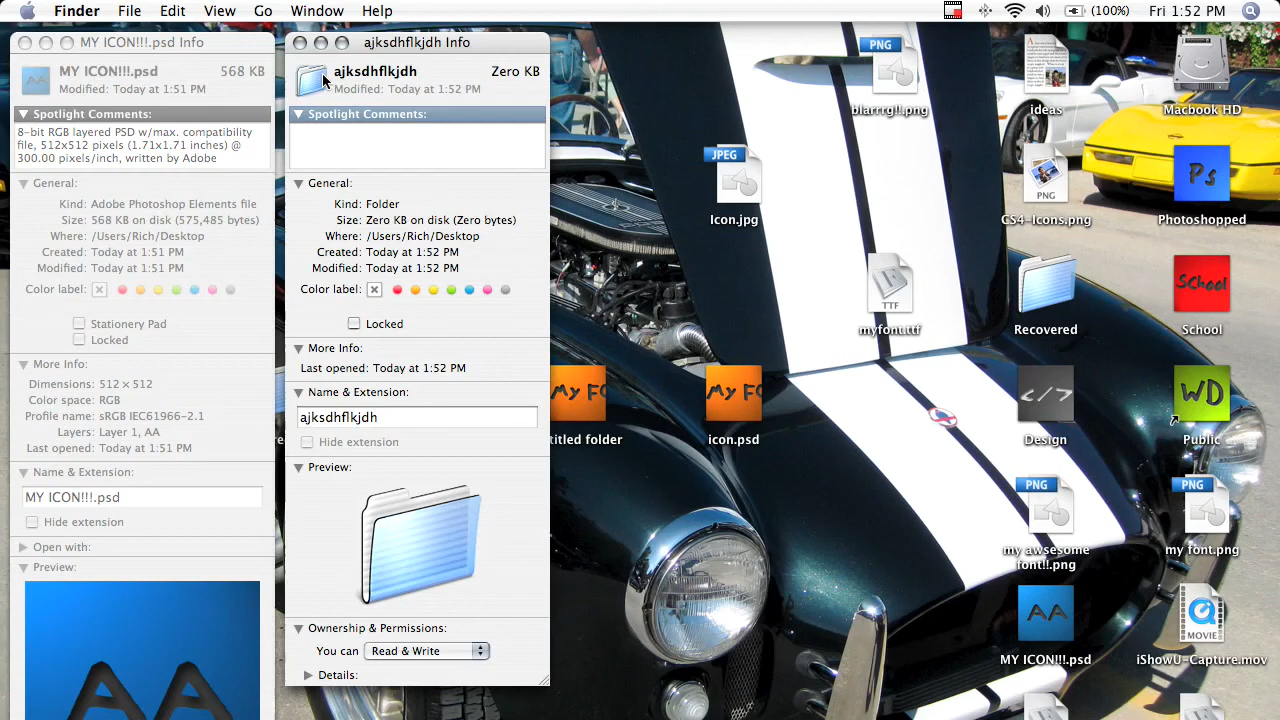 Finder File Edit View Go Window Help
(100%) Fri 1:52 PM
MY ICON!!!.psd Info
MY ICON!!!.psd 568 KB
Modified: Today at 1:51 PM
Spotlight Comments:
8-bit RGB layered PSD w/max. compatibility
file, 512x512 pixels (1.71x1.71 inches) @
300.00 pixels/inch, written by Adobe
General:
Kind: Adobe Photoshop Elements file
Size: 568 KB on disk (575,485 bytes)
Where: /Users/Rich/Desktop
Created: Today at 1:51 PM
Modified: Today at 1:51 PM
Color label:
Stationery Pad
Locked
More Info:
Dimensions: 512 × 512
Color space: RGB
Profile name: sRGB IEC61966-2.1
Layers: Layer 1, AA
Last opened: Today at 1:51 PM
Name & Extension:
MY ICON!!!.psd
Hide extension
Open with:
Preview:
AA
ajksdhflkjdh Info
Zero KB
Today at 1:52 PM
Spotlight Comments:
General:
Kind: Folder
Size: Zero KB on disk (Zero bytes)
Where: /Users/Rich/Desktop
Created: Today at 1:52 PM
Modified: Today at 1:52 PM
Color label:
Locked
More Info:
Last opened: Today at 1:52 PM
Name & Extension:
ajksdhflkjdh
Hide extension
Preview:
Ownership & Permissions:
You can Read & Write
Details:
PNG
blarrrg!!.png
ideas
Macbook HD
JPEG
Icon.jpg
PNG
CS4-Icons.png
Ps
Photoshopped
TTF
myfont.ttf
Recovered
School
School
My FO
titled folder
My FO
icon.psd
</>
Design
WD
Public
PNG
my awsesome
font!!.png
PNG
my font.png
AA
MY ICON!!!.psd
MOVIE
iShowU-Capture.mov